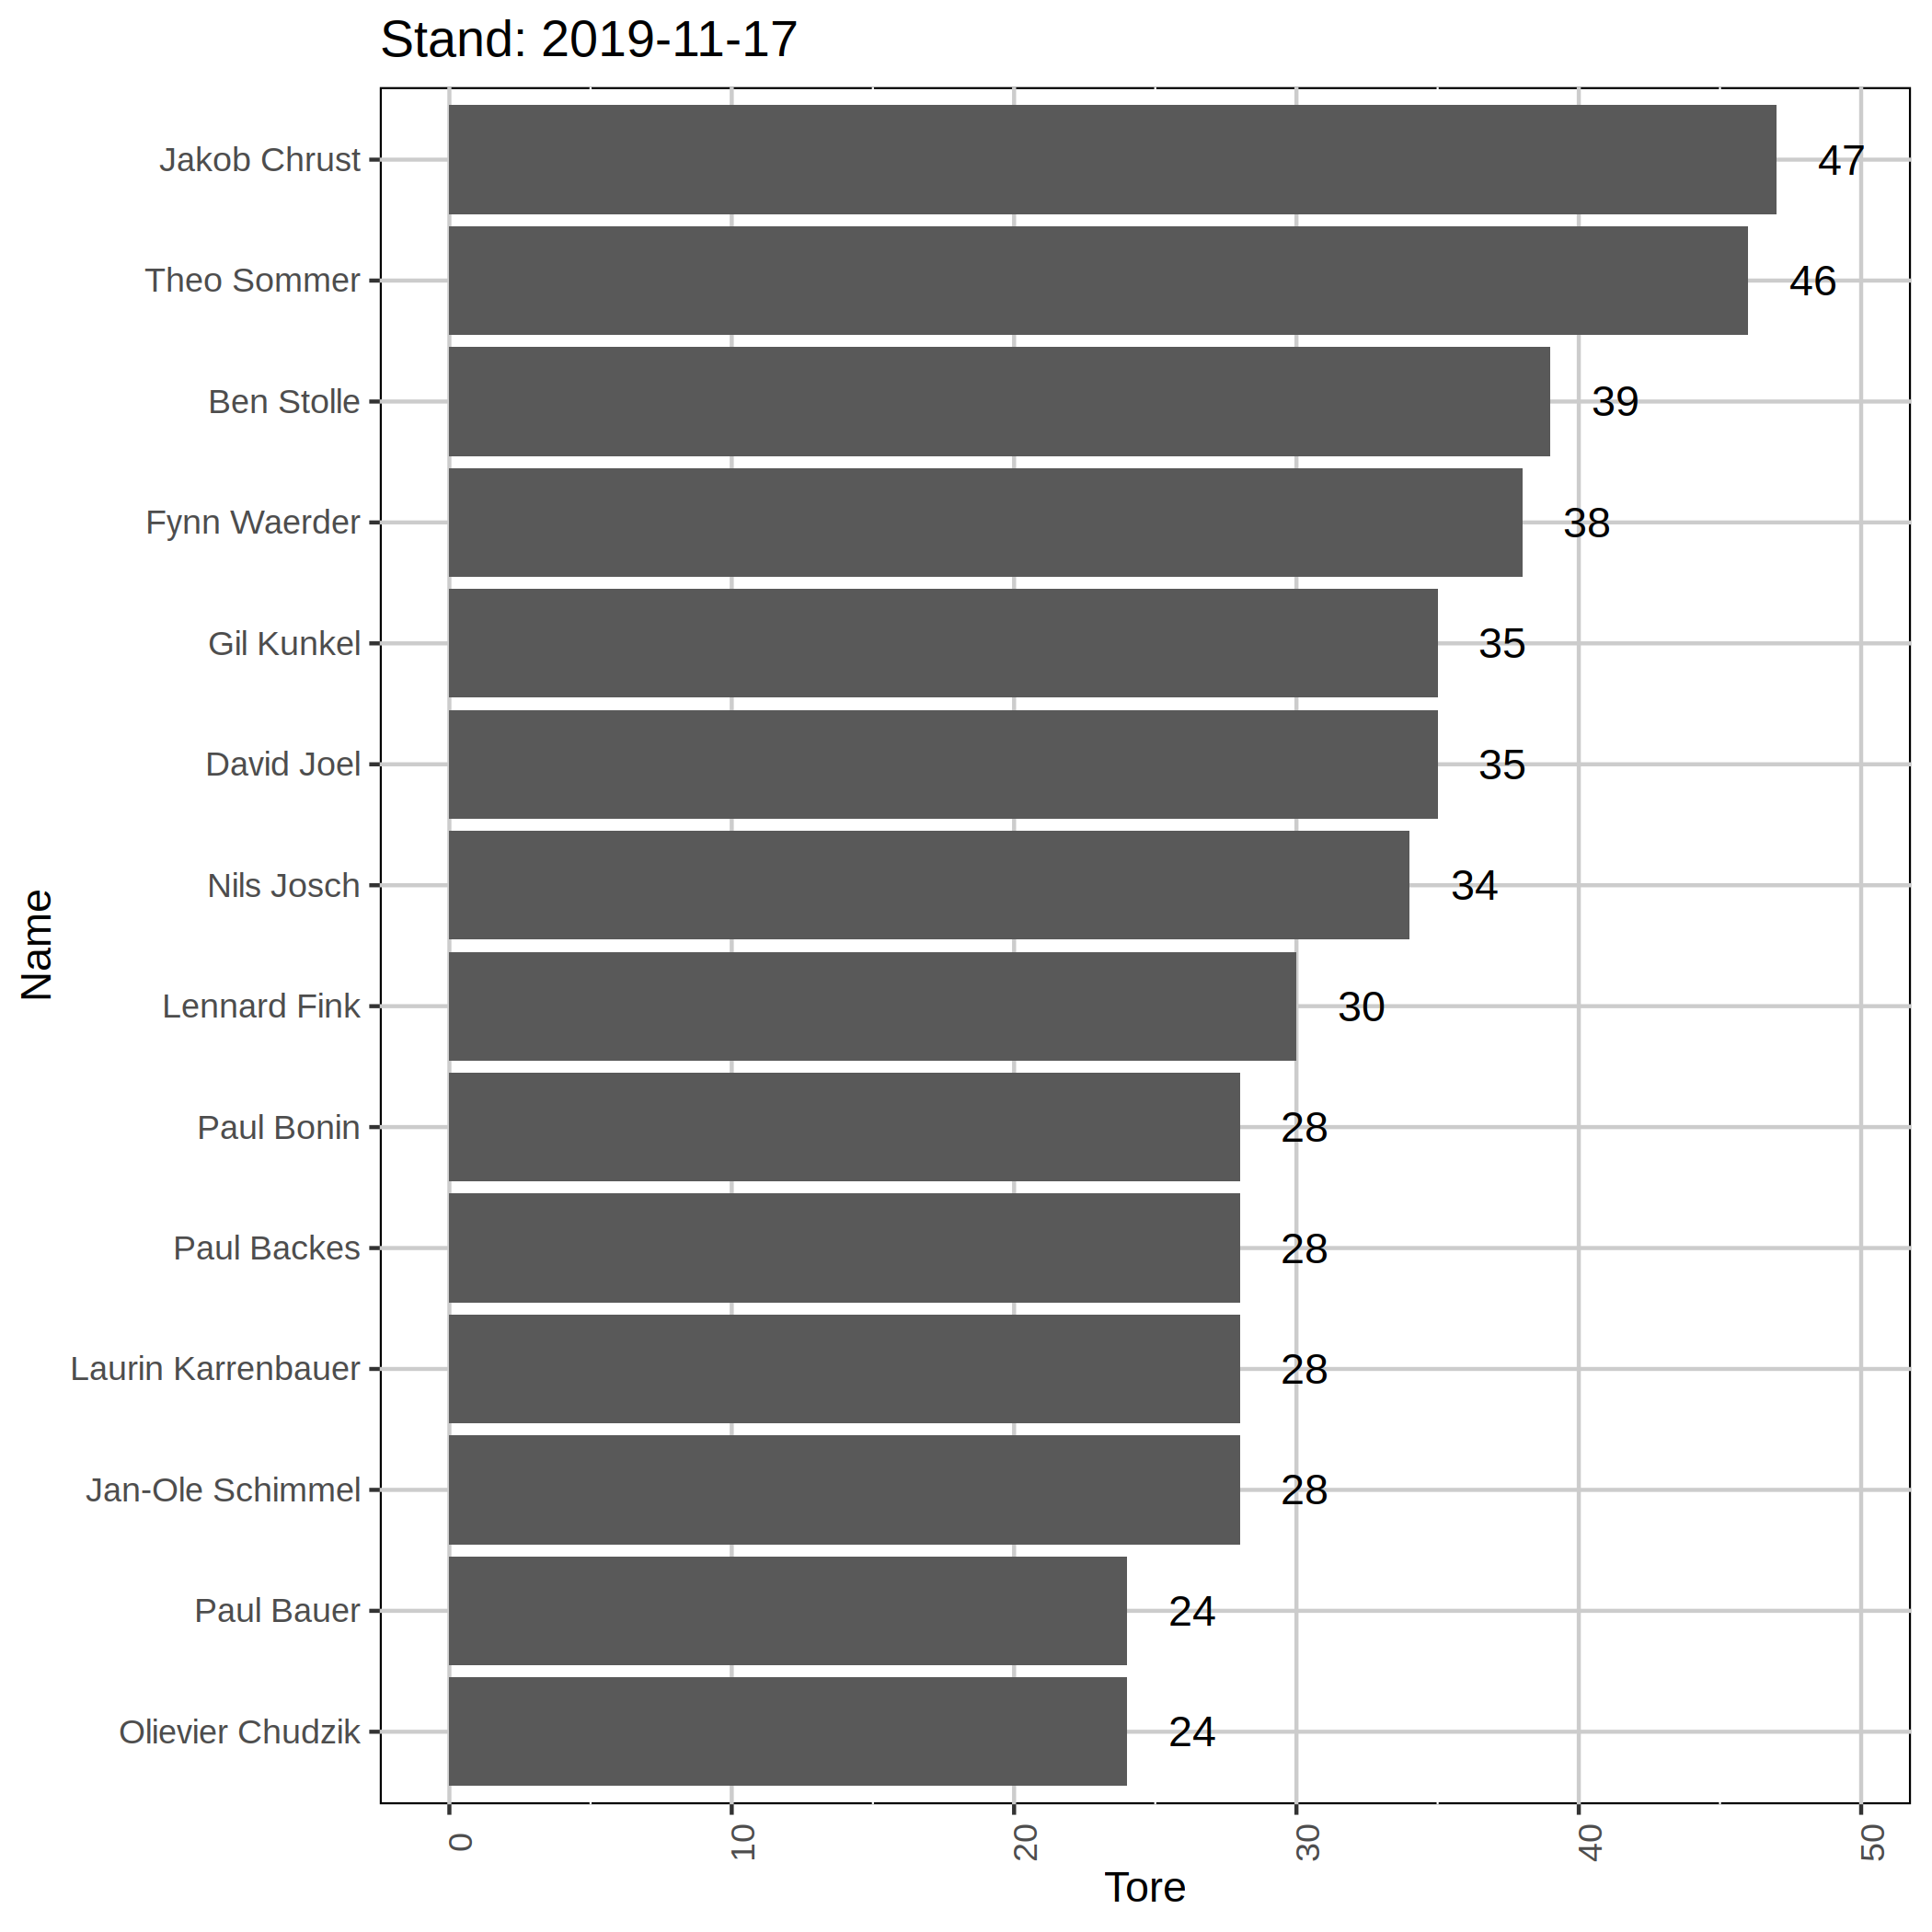 Stand: 2019-11-17
Jakob Chrust 47
Theo Sommer 46
Ben Stolle 39
Fynn Waerder 38
Gil Kunkel 35
David Joel 35
Nils Josch 34
Name
Lennard Fink 30
Paul Bonin 28
Paul Backes 28
Laurin Karrenbauer 28
Jan-Ole Schimmel 28
Paul Bauer 24
Olievier Chudzik 24
0 10 20 30 40 50
Tore